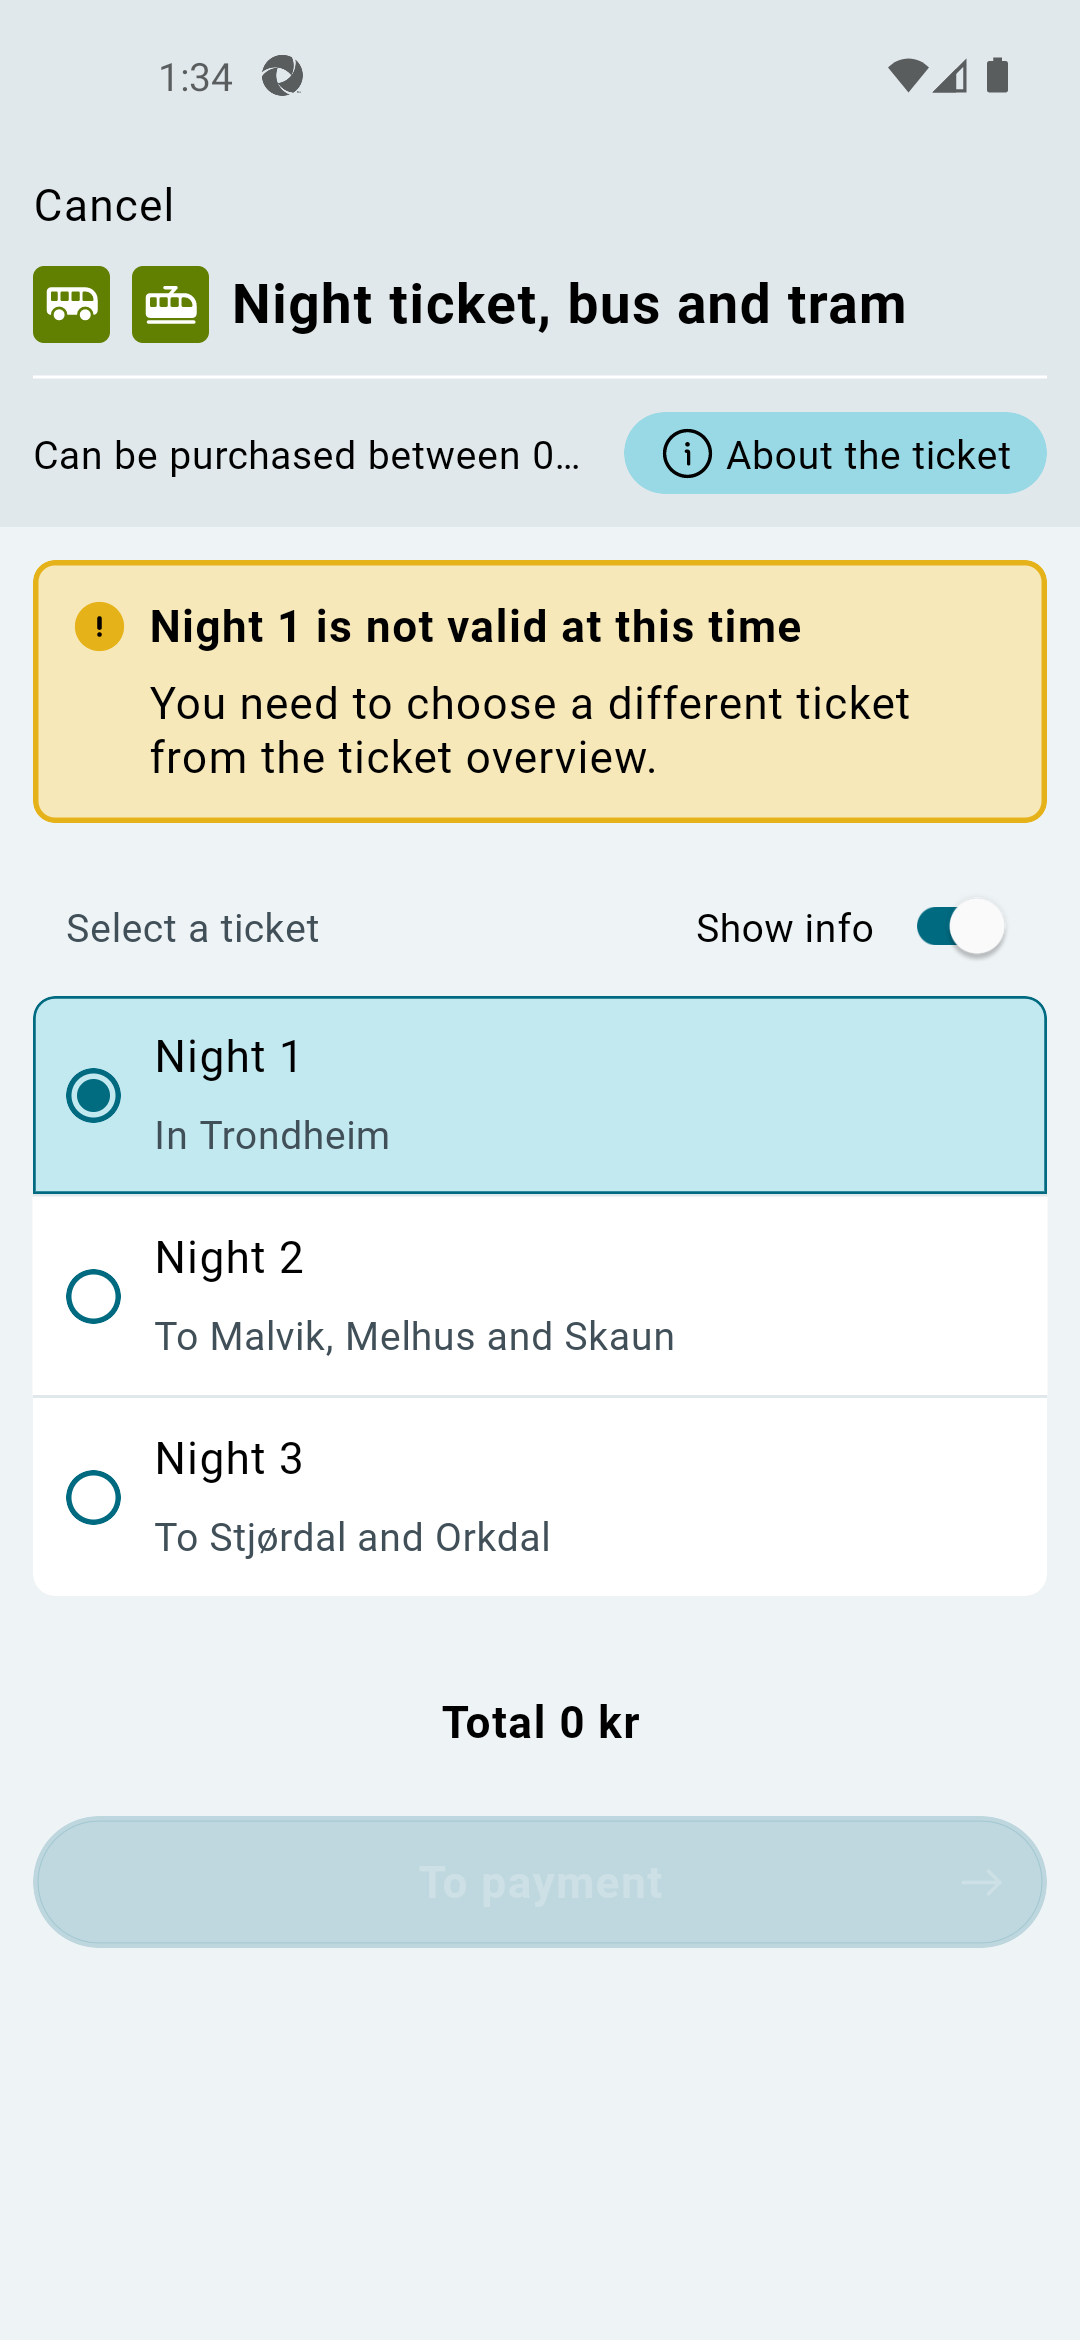 1:34
Cancel
Night ticket, bus and tram
Can be purchased between 0...
About the ticket
Night 1 is not valid at this time
You need to choose a different ticket
from the ticket overview.
Select a ticket
Show info
Night 1
In Trondheim
Night 2
To Malvik, Melhus and Skaun
Night 3
To Stjørdal and Orkdal
Total 0 kr
To payment